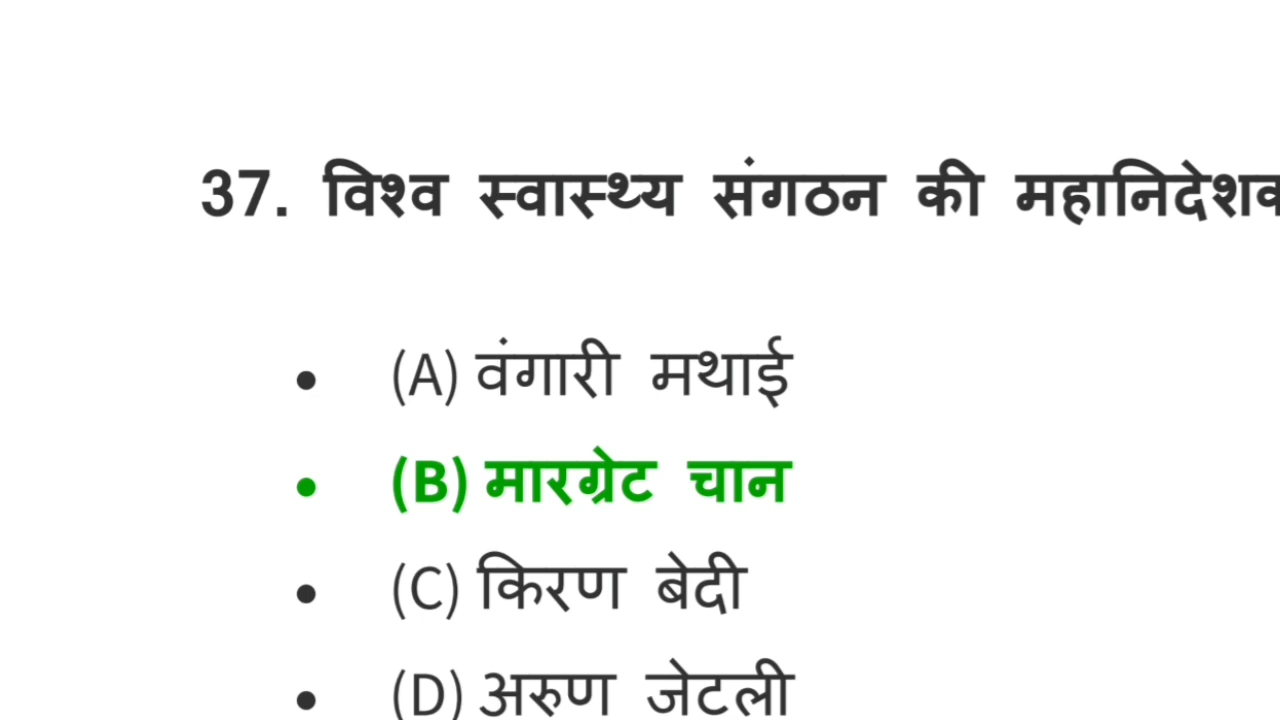 37. विश्व स्वास्थ्य संगठन की महानिदेशक
• (A) वंगारी मथाई
• (B) मारग्रेट चान
• (C) किरण बेदी
• (D) अरुण जेटली